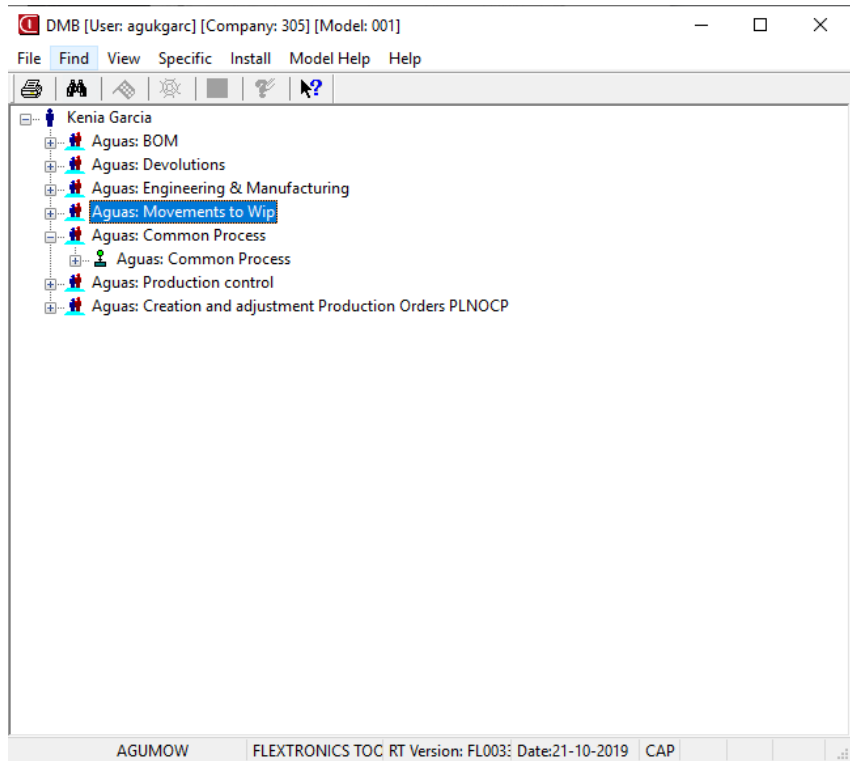 DMB [User: agukgarc] [Company: 305] [Model: 001]
File Find View Specific Install Model Help Help
Kenia Garcia
Aguas: BOM
Aguas: Devolutions
Aguas: Engineering & Manufacturing
Aguas: Movements to Wip
Aguas: Common Process
Aguas: Common Process
Aguas: Production control
Aguas: Creation and adjustment Production Orders PLNOCP
AGUMOW FLEXTRONICS TOC RT Version: FL003 Date:21-10-2019 CAP